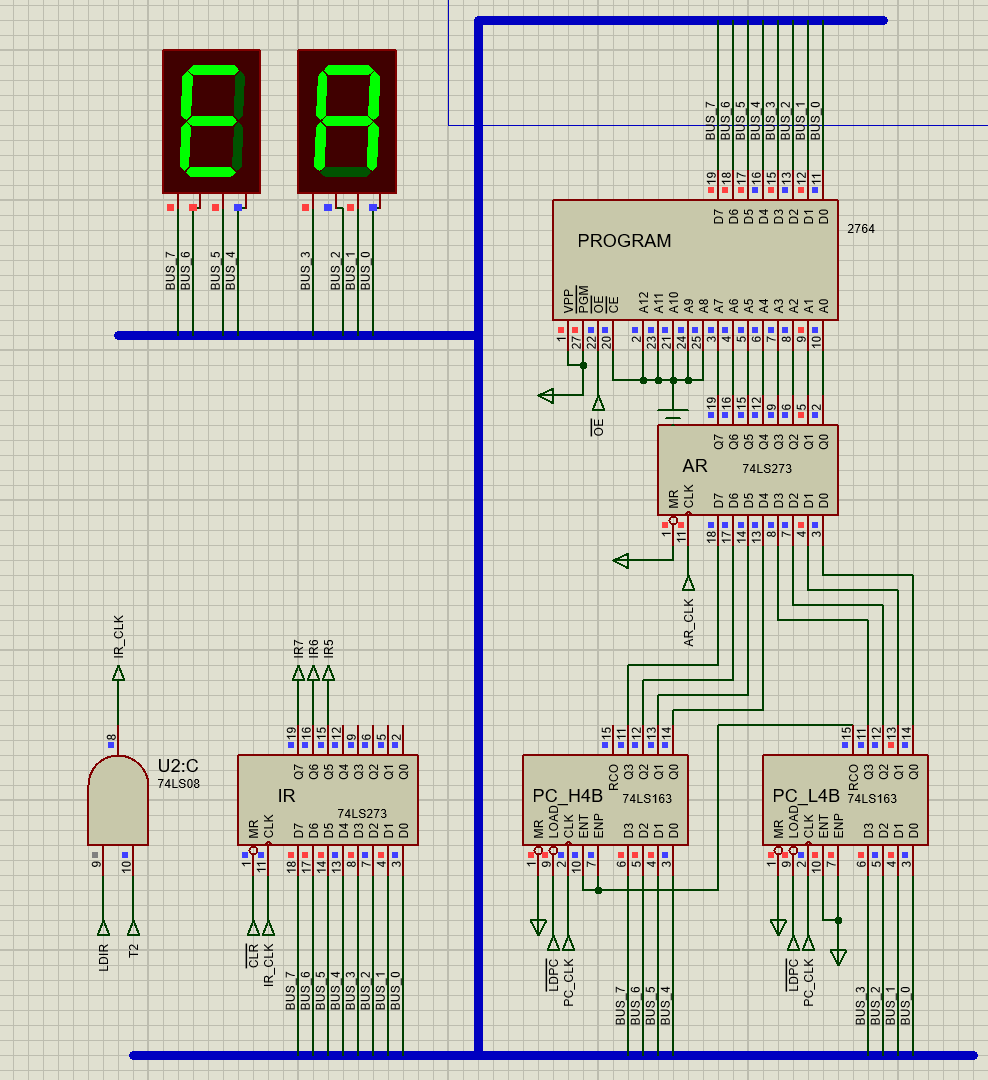 BUS_7 BUS_6 BUS_5 BUS_4 BUS_3 BUS_2 BUS_1 BUS_0
19 18 17 16 15 13 12 11
D7 D6 D5 D4 D3 D2 D1 D0
2764
PROGRAM
VPP PGM OE CE A12 A11 A10 A9 A8 A7 A6 A5 A4 A3 A2 A1 A0
1 27 22 20 2 23 21 24 25 3 4 5 6 7 8 9 10
BUS_7 BUS_6 BUS_5 BUS_4 BUS_3 BUS_2 BUS_1 BUS_0
OE
19 16 15 12 9 6 5 2
Q7 Q6 Q5 Q4 Q3 Q2 Q1 Q0
AR 74LS273
MR CLK D7 D6 D5 D4 D3 D2 D1 D0
1 11 18 17 14 13 8 7 4 3
AR_CLK
IR_CLK
8
U2:C
74LS08
9 10
LDIR T2
IR7 IR6 IR5
19 16 15 12 9 6 5 2
Q7 Q6 Q5 Q4 Q3 Q2 Q1 Q0
IR
74LS273
MR CLK D7 D6 D5 D4 D3 D2 D1 D0
1 11 18 17 14 13 8 7 4 3
CLR IR_CLK
BUS_7 BUS_6 BUS_5 BUS_4 BUS_3 BUS_2 BUS_1 BUS_0
15 11 12 13 14
RCO Q3 Q2 Q1 Q0
PC_H4B 74LS163
MR LOAD CLK ENT ENP D3 D2 D1 D0
1 9 2 10 7 6 5 4 3
LDPC PC_CLK
BUS_7 BUS_6 BUS_5 BUS_4
15 11 12 13 14
RCO Q3 Q2 Q1 Q0
PC_L4B 74LS163
MR LOAD CLK ENT ENP D3 D2 D1 D0
1 9 2 10 7 6 5 4 3
LDPC PC_CLK
BUS_3 BUS_2 BUS_1 BUS_0